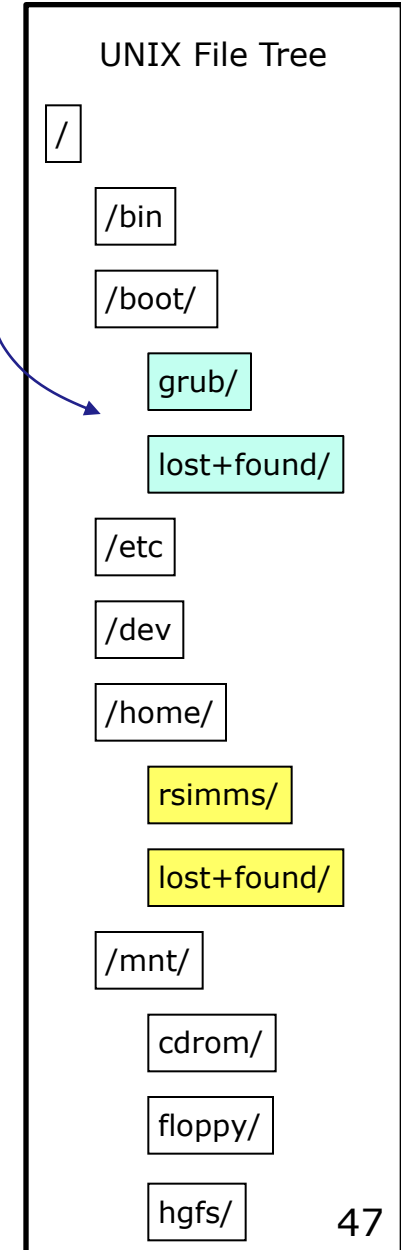 UNIX File Tree
/
/bin
/boot/
grub/
lost+found/
/etc
/dev
/home/
rsimms/
lost+found/
/mnt/
cdrom/
floppy/
hgfs/
47